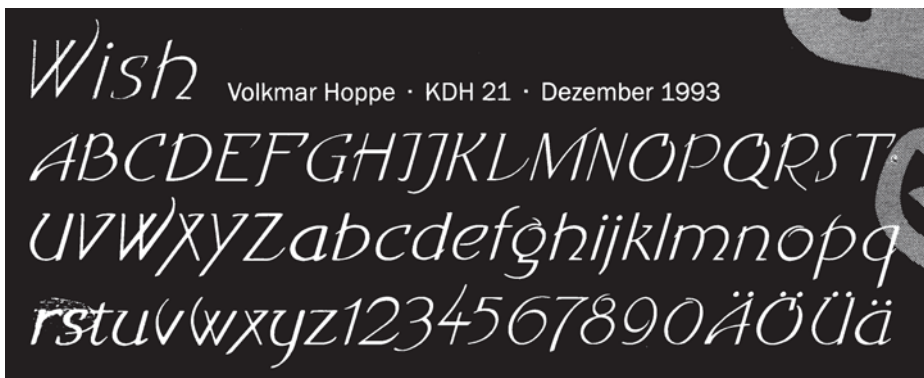 Wish Volkmar Hoppe · KDH 21 · Dezember 1993
ABCDEFGHIJKLMNOPQRST
UVWXYZabcdefghijklmnopq
rstuvwxyz1234567890ÄÖÜä